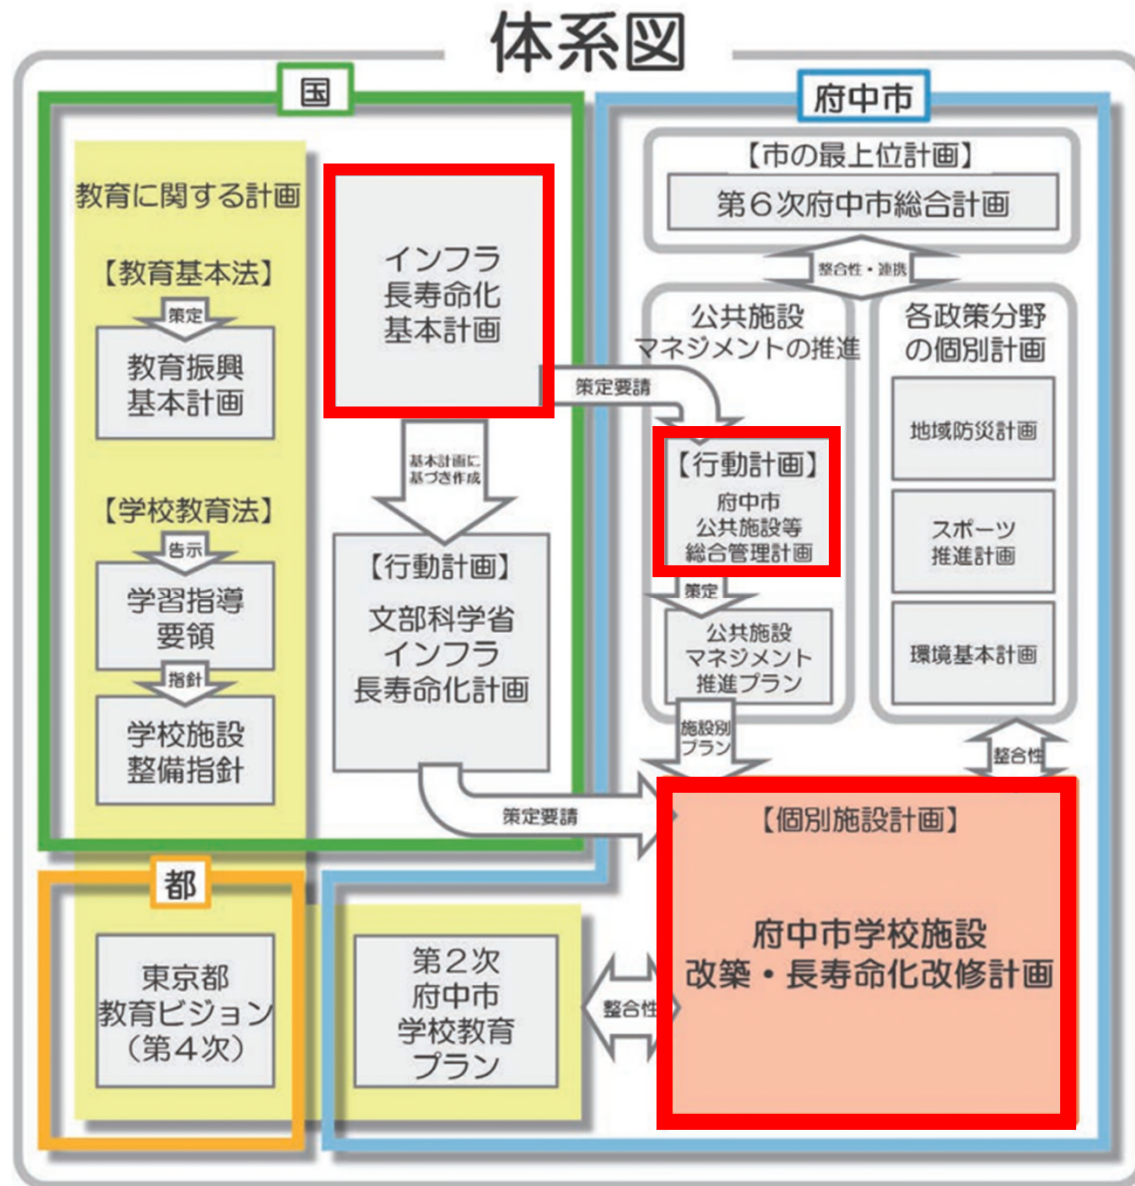 体系図
国
教育に関する計画
【教育基本法】
策定
教育振興
基本計画
【学校教育法】
告示
学習指導
要領
指針
学校施設
整備指針
インフラ
長寿命化
基本計画
基本計画に
基づき作成
【行動計画】
文部科学省
インフラ
長寿命化計画
策定要請
策定要請
府中市
【市の最上位計画】
第6次府中市総合計画
整合性・連携
公共施設
マネジメントの推進
【行動計画】
府中市
公共施設等
総合管理計画
策定
公共施設
マネジメント
推進プラン
施設別
プラン
各政策分野
の個別計画
地域防災計画
スポーツ
推進計画
環境基本計画
整合性
【個別施設計画】
府中市学校施設
改築・長寿命化改修計画
都
東京都
教育ビジョン
（第4次）
第2次
府中市
学校教育
プラン
整合性